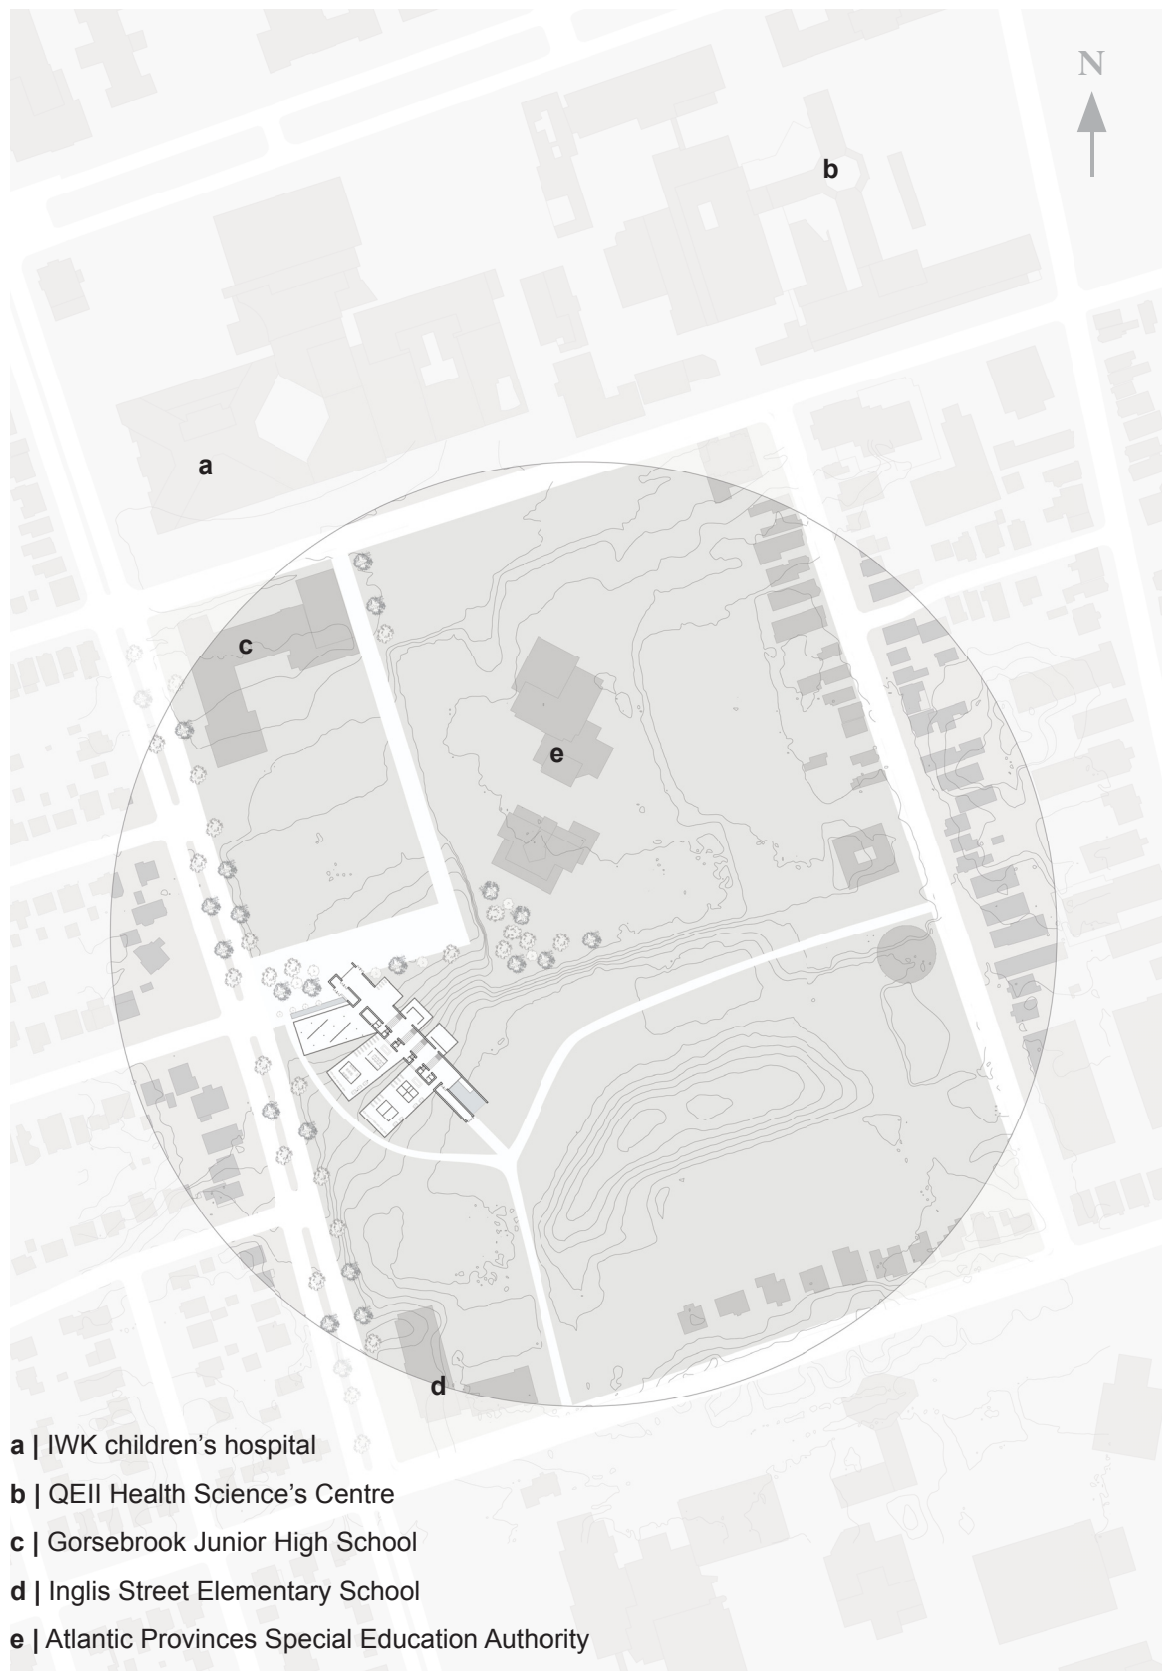 N
b
a
c
e
d
a | IWK children's hospital
b | QEII Health Science's Centre
c | Gorsebrook Junior High School
d | Inglis Street Elementary School
e | Atlantic Provinces Special Education Authority